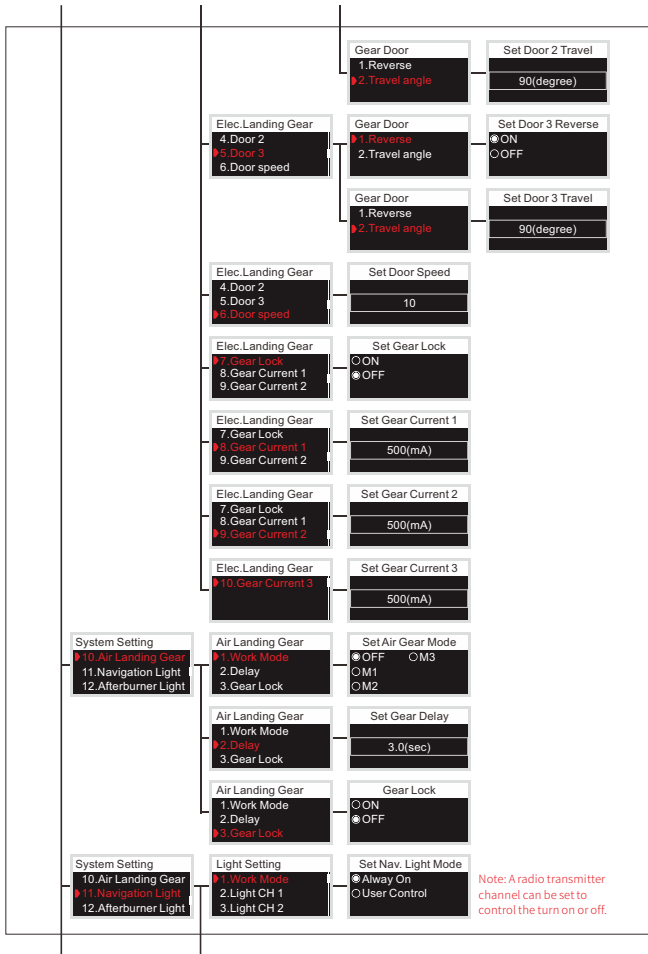 Gear Door
1.Reverse
2.Travel angle
Set Door 2 Travel
90(degree)
Elec.Landing Gear
4.Door 2
5.Door 3
6.Door speed
Gear Door
1.Reverse
2.Travel angle
Set Door 3 Reverse
ON
OFF
Gear Door
1.Reverse
2.Travel angle
Set Door 3 Travel
90(degree)
Elec.Landing Gear
4.Door 2
5.Door 3
6.Door speed
Set Door Speed
10
Elec.Landing Gear
7.Gear Lock
8.Gear Current 1
9.Gear Current 2
Set Gear Lock
ON
OFF
Elec.Landing Gear
7.Gear Lock
8.Gear Current 1
9.Gear Current 2
Set Gear Current 1
500(mA)
Elec.Landing Gear
7.Gear Lock
8.Gear Current 1
9.Gear Current 2
Set Gear Current 2
500(mA)
Elec.Landing Gear
10.Gear Current 3
Set Gear Current 3
500(mA)
System Setting
10.Air Landing Gear
11.Navigation Light
12.Afterburner Light
Air Landing Gear
1.Work Mode
2.Delay
3.Gear Lock
Set Air Gear Mode
OFF M3
M1
M2
Air Landing Gear
1.Work Mode
2.Delay
3.Gear Lock
Set Gear Delay
3.0(sec)
Air Landing Gear
1.Work Mode
2.Delay
3.Gear Lock
Gear Lock
ON
OFF
System Setting
10.Air Landing Gear
11.Navigation Light
12.Afterburner Light
Light Setting
1.Work Mode
2.Light CH 1
3.Light CH 2
Set Nav. Light Mode
Alway On
User Control
Note: A radio transmitter
channel can be set to
control the turn on or off.